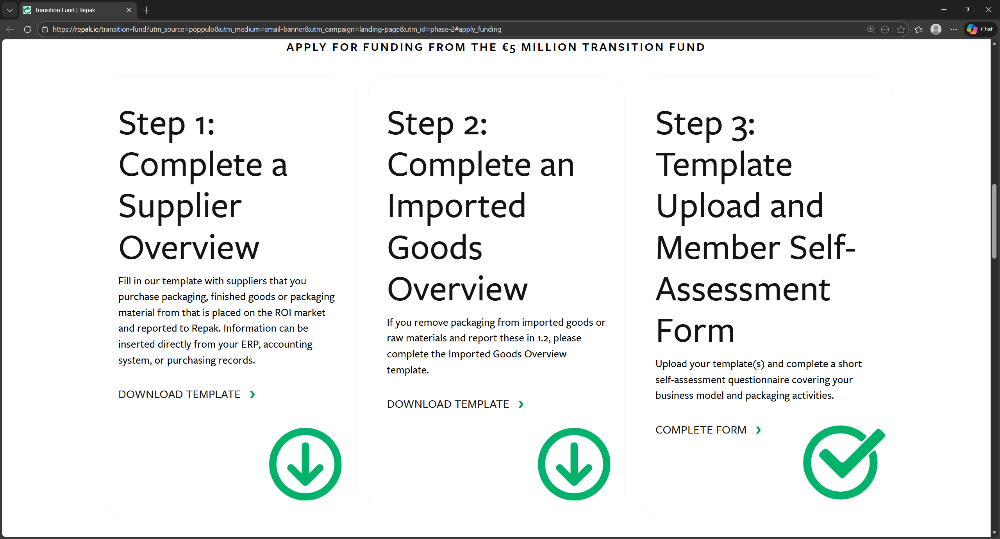 Transition Fund | Repak
https://repak.ie/transition-fund?utm_source=poppulo&utm_medium=email-banner&utm_campaign=landing-page&utm_id=phase-2#apply_funding
Chat
APPLY FOR FUNDING FROM THE €5 MILLION TRANSITION FUND
Step 1:
Complete a
Supplier
Overview
Fill in our template with suppliers that you
purchase packaging, finished goods or packaging
material from that is placed on the ROI market
and reported to Repak. Information can be
inserted directly from your ERP, accounting
system, or purchasing records.
DOWNLOAD TEMPLATE
Step 2:
Complete an
Imported
Goods
Overview
If you remove packaging from imported goods or
raw materials and report these in 1.2, please
complete the Imported Goods Overview
template.
DOWNLOAD TEMPLATE
Step 3:
Template
Upload and
Member Self-
Assessment
Form
Upload your template(s) and complete a short
self-assessment questionnaire covering your
business model and packaging activities.
COMPLETE FORM